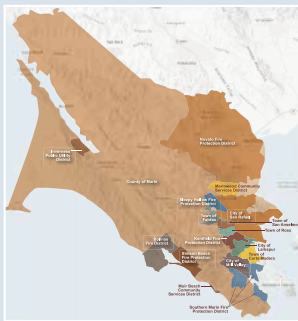 Novato Fire
Protection District
Inverness
Public Utility
District
Marinwood Community
Services District
County of Marin
Sleepy Hollow Fire
Protection District
Town of
Fairfax
City of
San Rafael
Town of
San Anselmo
Town of Ross
Kentfield Fire
Protection District
City of
Larkspur
Town of
Corte Madera
Bolinas
Fire District
Stinson Beach
Fire Protection
District
City of
Mill Valley
Muir Beach
Community
Services District
Southern Marin Fire
Protection District